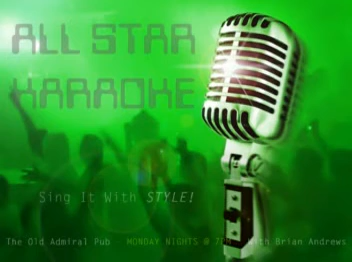 ALL STAR
KARAOKE
Sing It With STYLE!
The Old Admiral Pub MONDAY NIGHTS @ 7PM With Brian Andrews